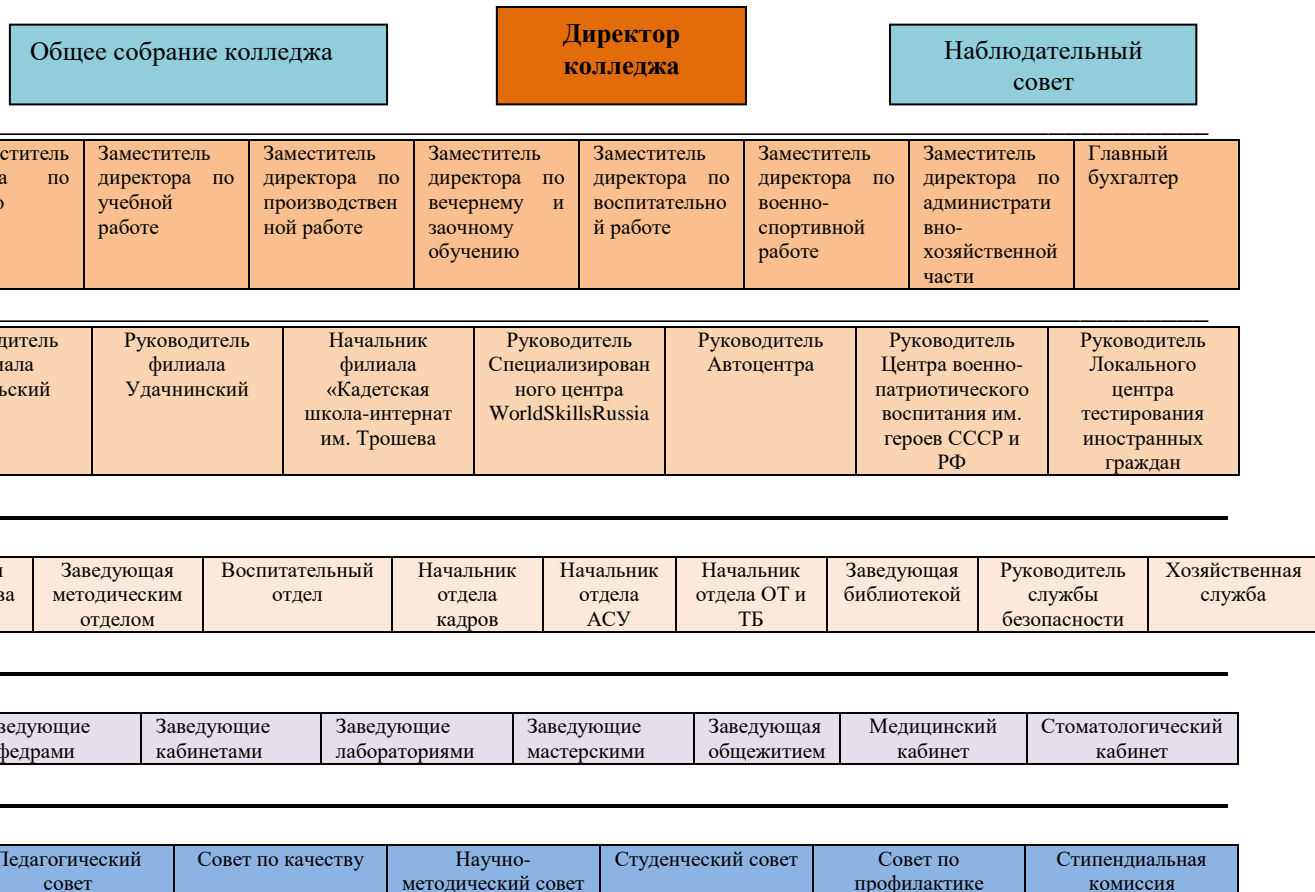 Общее собрание колледжа
Директор
колледжа
Наблюдательный
совет
по
Заместитель
директора по
учебной
работе
Заместитель
директора по
производствен
ной работе
Заместитель
директора по
вечернему и
заочному
обучению
Заместитель
директора по
воспитательно
й работе
Заместитель
директора по
военно-
спортивной
работе
Заместитель
директора по
администрати
вно-
хозяйственной
части
Главный
бухгалтер
Руководитель
филиала
Удачнинский
Начальник
филиала
«Кадетская
школа-интернат
им. Трошева
Руководитель
Специализирован
ного центра
WorldSkillsRussia
Руководитель
Автоцентра
Руководитель
Центра военно-
патриотического
воспитания им.
героев СССР и
РФ
Руководитель
Локального
центра
тестирования
иностранных
граждан
Заведующая
методическим
отделом
Воспитательный
отдел
Начальник
отдела
кадров
Начальник
отдела
АСУ
Начальник
отдела ОТ и
ТБ
Заведующая
библиотекой
Руководитель
службы
безопасности
Хозяйственная
служба
ведующие
федрами
Заведующие
кабинетами
Заведующие
лабораториями
Заведующие
мастерскими
Заведующая
общежитием
Медицинский
кабинет
Стоматологический
кабинет
Педагогический
совет
Совет по качеству
Научно-
методический совет
Студенческий совет
Совет по
профилактике
Стипендиальная
комиссия